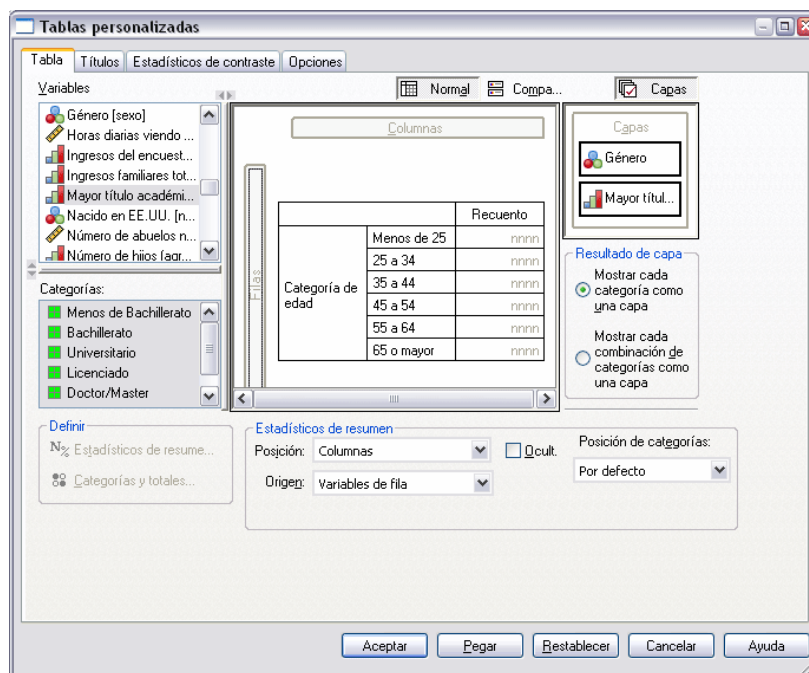 Tablas personalizadas
Tabla Títulos Estadísticos de contraste Opciones
Variables
Normal Compa... Capas
Género [sexo]
Horas diarias viendo ...
Ingresos del encuest...
Ingresos familiares tot...
Mayor título académi...
Nacido en EE.UU. [n...
Número de abuelos n...
Número de hijos [agr...
Categorías:
Menos de Bachillerato
Bachillerato
Universitario
Licenciado
Doctor/Master
Columnas
Filas
Recuento
Categoría de edad
Menos de 25 nnnn
25 a 34 nnnn
35 a 44 nnnn
45 a 54 nnnn
55 a 64 nnnn
65 o mayor nnnn
Capas
Género
Mayor títul...
Resultado de capa
Mostrar cada
categoría como
una capa
Mostrar cada
combinación de
categorías como
una capa
Definir
N% Estadísticos de resume...
Categorías y totales...
Estadísticos de resumen
Posición: Columnas Ocult.
Origen: Variables de fila
Posición de categorías:
Por defecto
Aceptar Pegar Restablecer Cancelar Ayuda